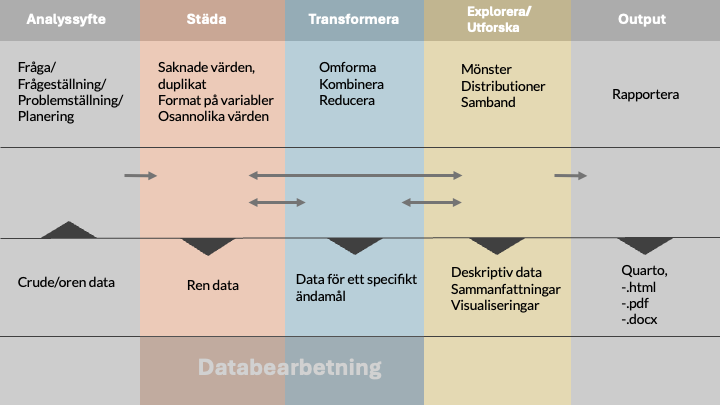 Analyssyfte
Städa
Transformera
Explorera/
Utforska
Output
Fråga/
Frågeställning/
Problemställning/
Planering
Saknade värden,
duplikat
Format på variabler
Osannolika värden
Omforma
Kombinera
Reducera
Mönster
Distributioner
Samband
Rapportera
Crude/oren data
Ren data
Data för ett specifikt
ändamål
Deskriptiv data
Sammanfattningar
Visualiseringar
Quarto,
-.html
-.pdf
-.docx
Databearbetning